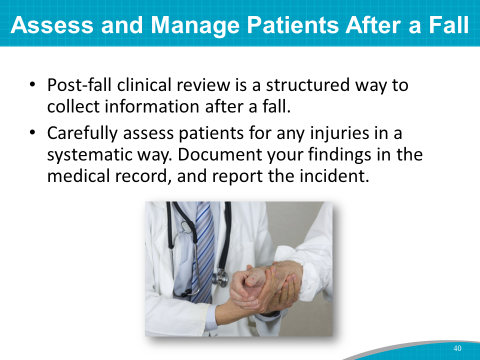 Assess and Manage Patients After a Fall
• Post-fall clinical review is a structured way to
collect information after a fall.
• Carefully assess patients for any injuries in a
systematic way. Document your findings in the
medical record, and report the incident.
40